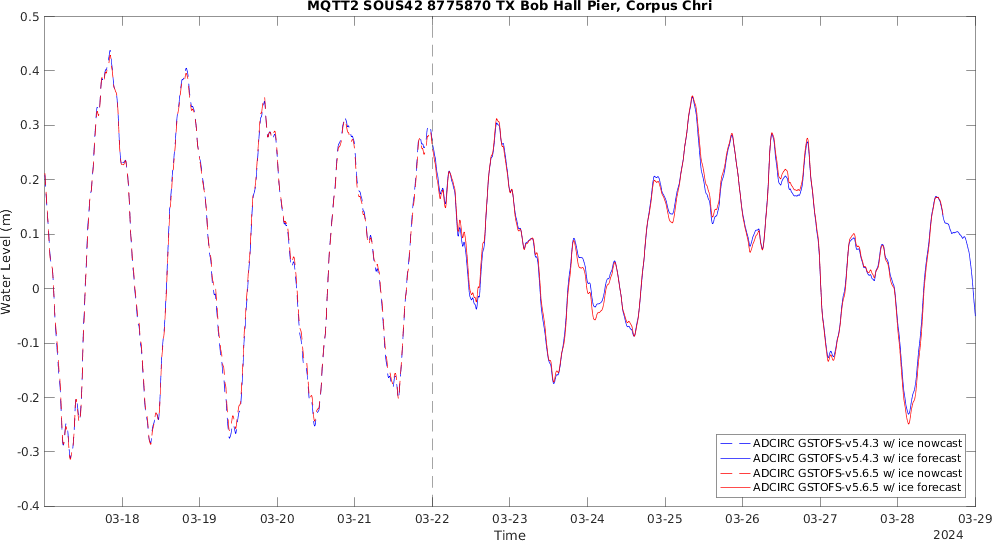 MQTT2 SOUS42 8775870 TX Bob Hall Pier, Corpus Chri
0.5
0.4
0.3
0.2
0.1
0
-0.1
-0.2
-0.3
-0.4
Water Level (m)
ADCIRC GSTOFS-v5.4.3 w/ ice nowcast
ADCIRC GSTOFS-v5.4.3 w/ ice forecast
ADCIRC GSTOFS-v5.6.5 w/ ice nowcast
ADCIRC GSTOFS-v5.6.5 w/ ice forecast
03-18 03-19 03-20 03-21 03-22 03-23 03-24 03-25 03-26 03-27 03-28 03-29
Time
2024